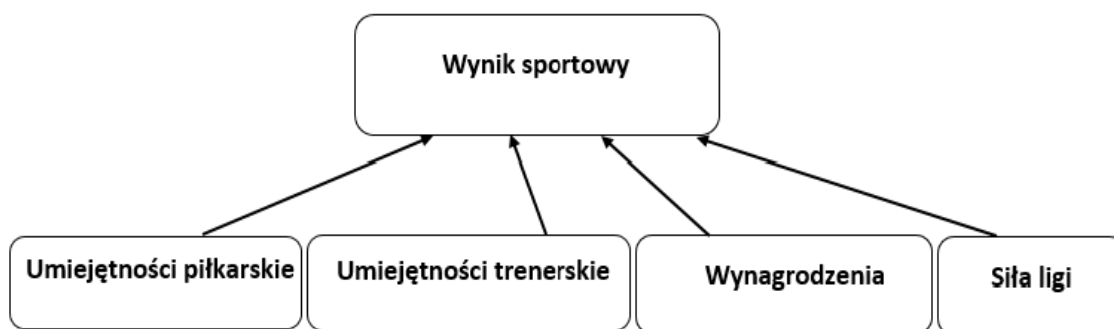 Wynik sportowy
Umiejętności piłkarskie
Umiejętności trenerskie
Wynagrodzenia
Siła ligi